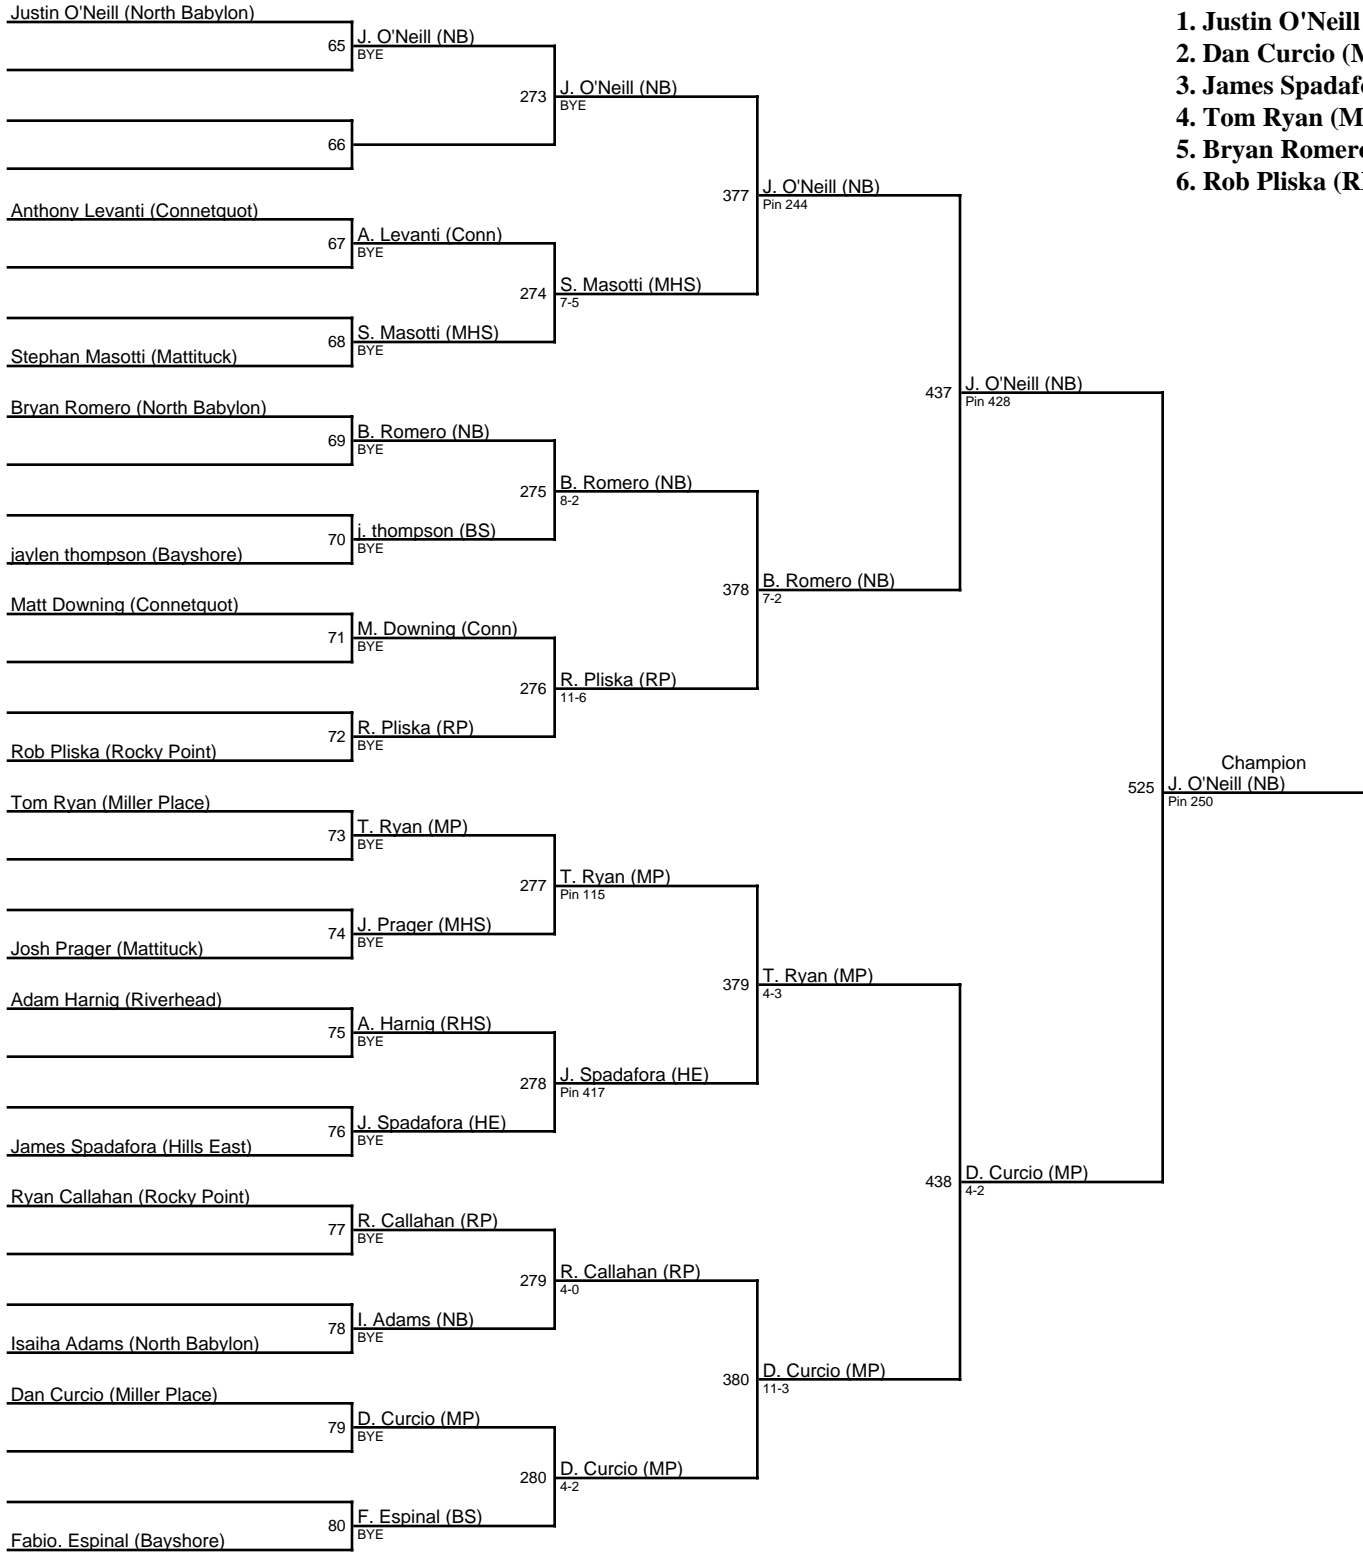 Justin O'Neill (North Babylon)
65
J. O'Neill (NB)
BYE
273
J. O'Neill (NB)
BYE
66
377
J. O'Neill (NB)
Pin 244
Anthony Levanti (Connetquot)
67
A. Levanti (Conn)
BYE
274
S. Masotti (MHS)
7-5
68
S. Masotti (MHS)
BYE
Stephan Masotti (Mattituck)
437
J. O'Neill (NB)
Pin 428
Bryan Romero (North Babylon)
69
B. Romero (NB)
BYE
275
B. Romero (NB)
8-2
70
j. thompson (BS)
BYE
jaylen thompson (Bayshore)
378
B. Romero (NB)
7-2
Matt Downing (Connetquot)
71
M. Downing (Conn)
BYE
276
R. Pliska (RP)
11-6
72
R. Pliska (RP)
BYE
Rob Pliska (Rocky Point)
Champion
525
J. O'Neill (NB)
Pin 250
Tom Ryan (Miller Place)
73
T. Ryan (MP)
BYE
277
T. Ryan (MP)
Pin 115
74
J. Prager (MHS)
BYE
Josh Prager (Mattituck)
379
T. Ryan (MP)
4-3
Adam Harnig (Riverhead)
75
A. Harnig (RHS)
BYE
278
J. Spadafora (HE)
Pin 417
76
J. Spadafora (HE)
BYE
James Spadafora (Hills East)
438
D. Curcio (MP)
4-2
Ryan Callahan (Rocky Point)
77
R. Callahan (RP)
BYE
279
R. Callahan (RP)
4-0
78
I. Adams (NB)
BYE
Isaiha Adams (North Babylon)
380
D. Curcio (MP)
11-3
Dan Curcio (Miller Place)
79
D. Curcio (MP)
BYE
280
D. Curcio (MP)
4-2
80
F. Espinal (BS)
BYE
Fabio. Espinal (Bayshore)
1. Justin O'Neill
2. Dan Curcio
3. James
4. Tom Ryan
5. Bryan
6. Rob Pliska